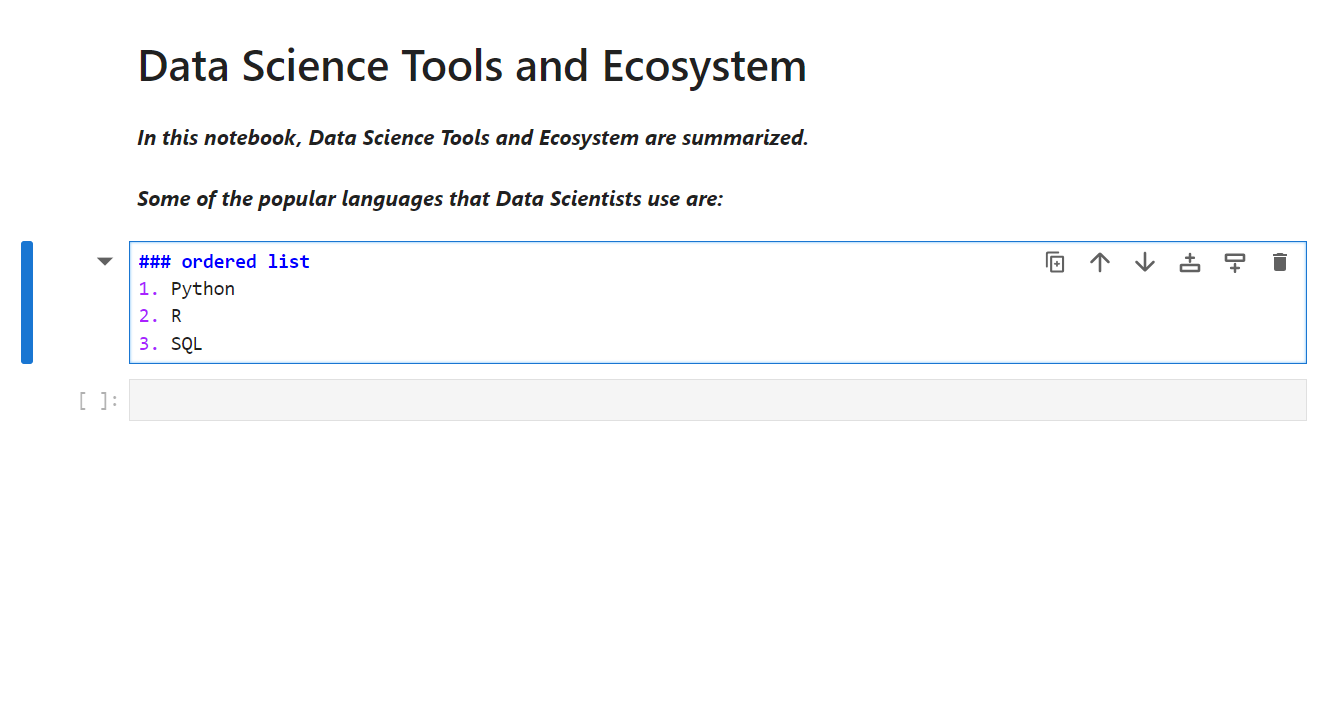 Data Science Tools and Ecosystem
In this notebook, Data Science Tools and Ecosystem are summarized.
Some of the popular languages that Data Scientists use are:
### ordered list
1. Python
2. R
3. SQL
[ ]: